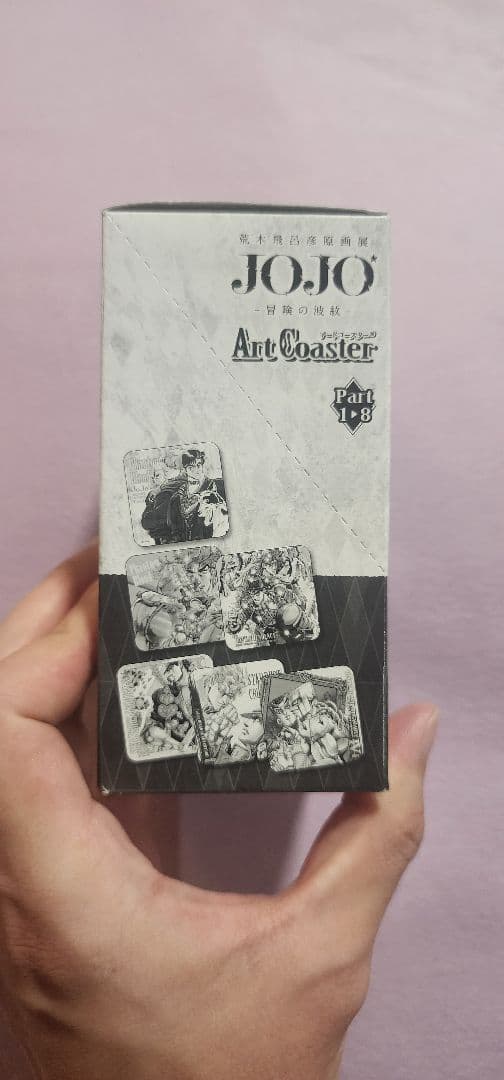 荒木飛呂彦原画展
JOJO
-冒険の波紋-
アートコースター
Art Coaster
Part
1▶8